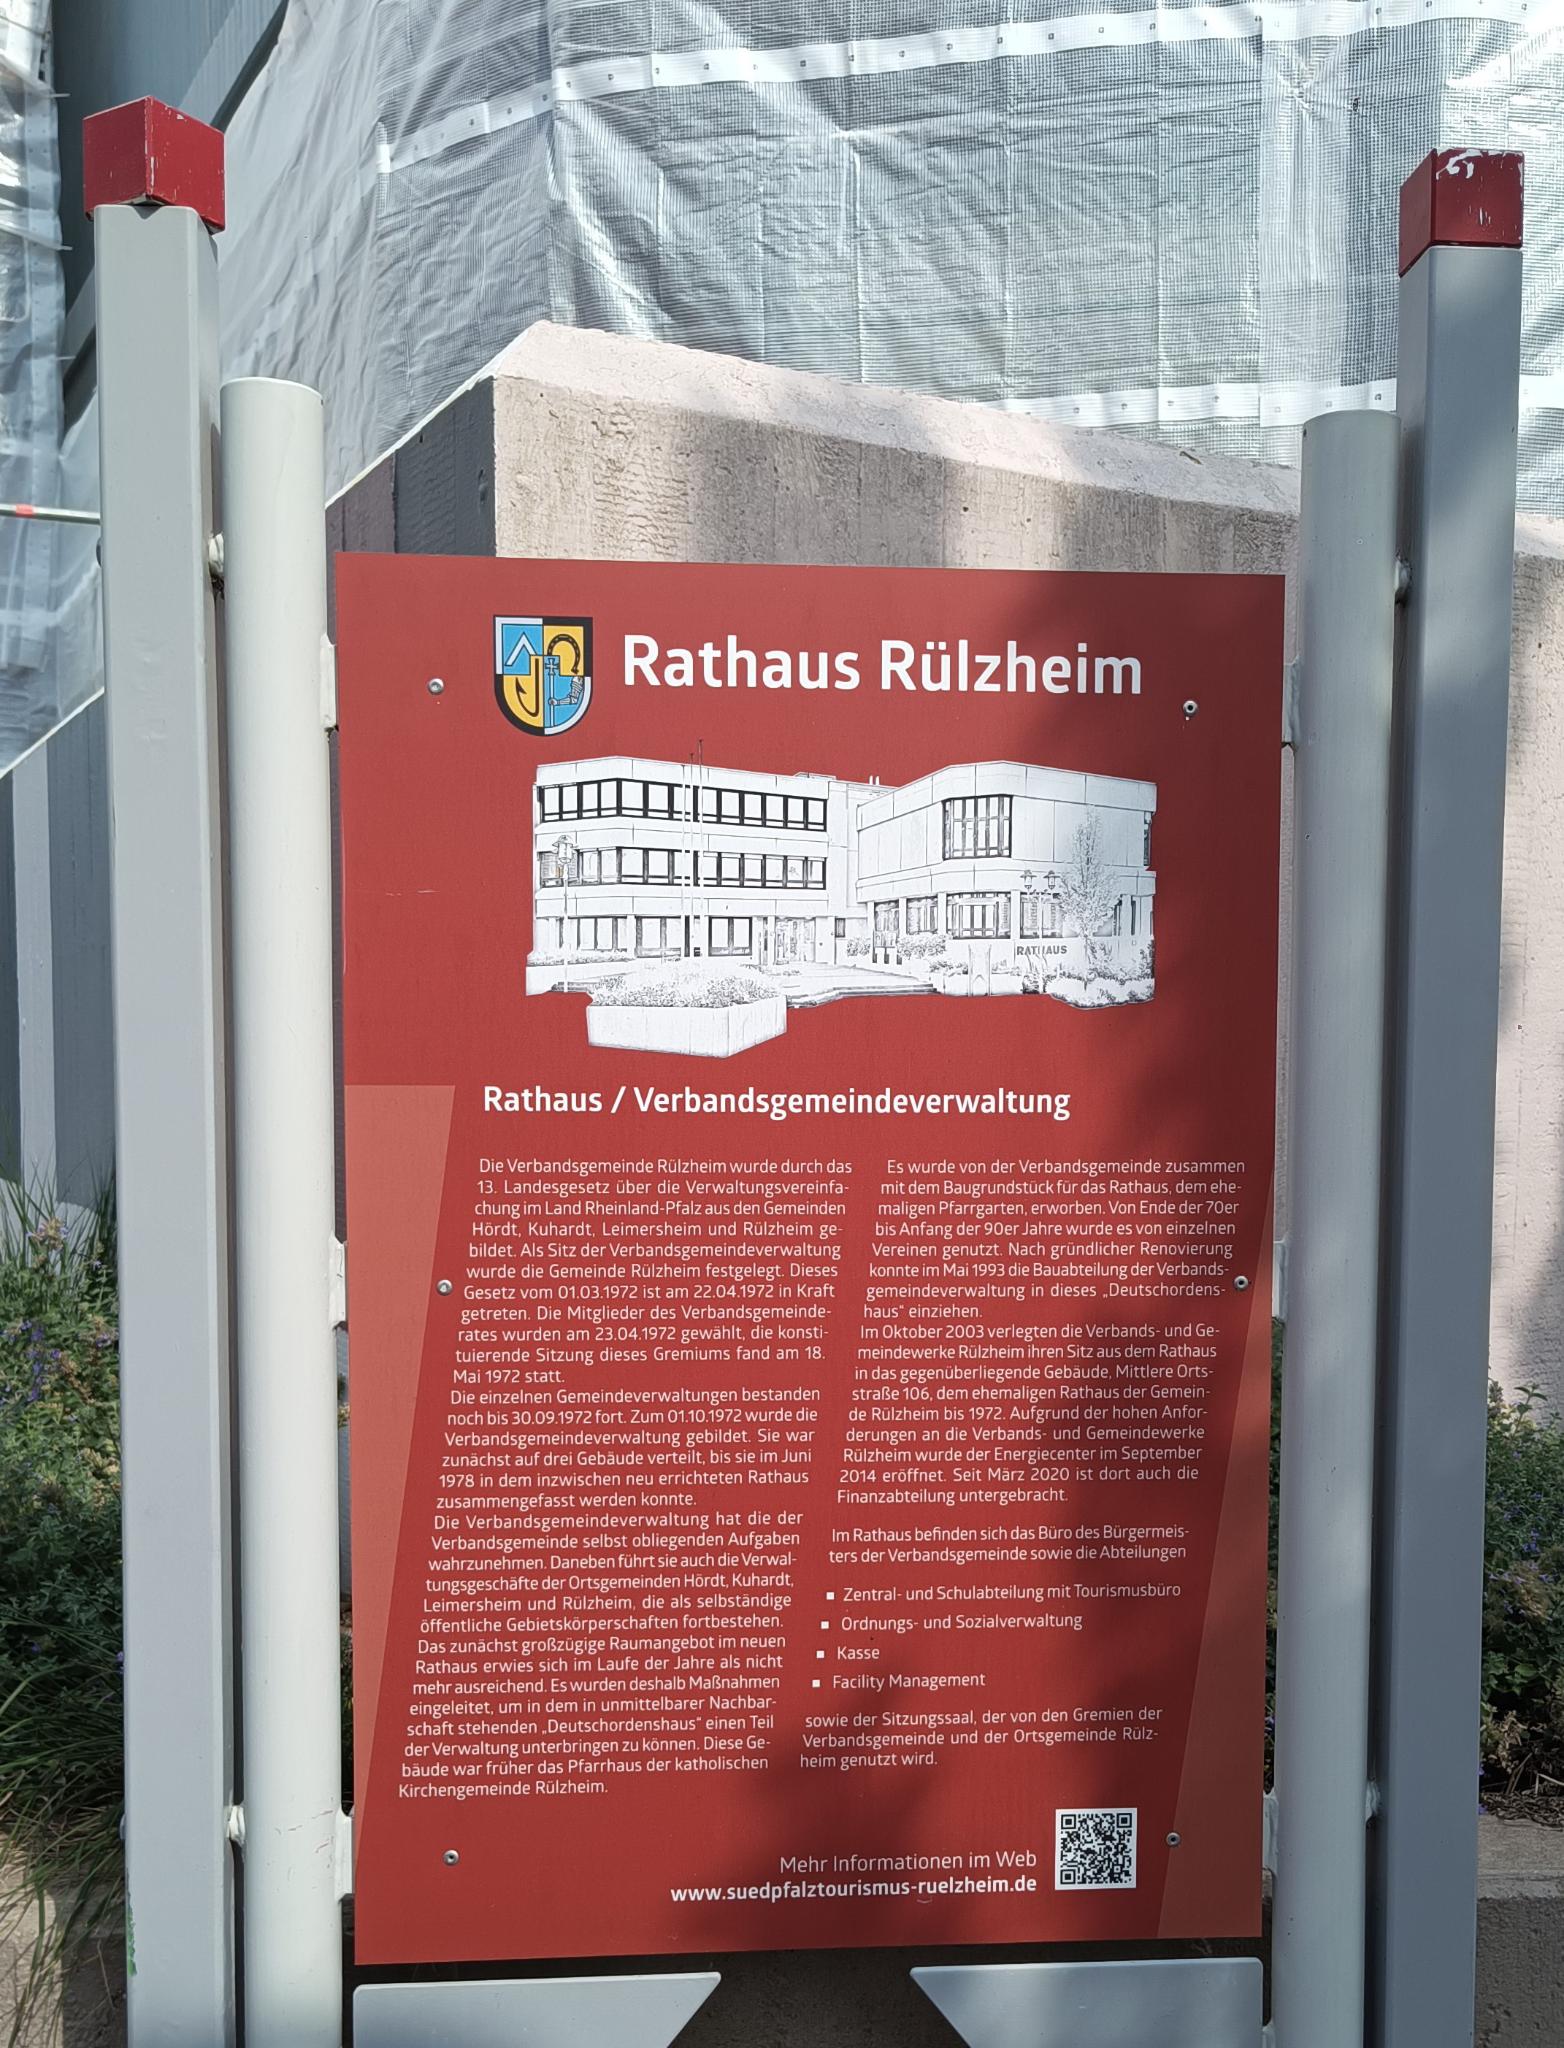 Rathaus Rülzheim
RATHAUS
Rathaus / Verbandsgemeindeverwaltung
Die Verbandsgemeinde Rülzheim wurde durch das
13. Landesgesetz über die Verwaltungsvereinfa-
chung im Land Rheinland-Pfalz aus den Gemeinden
Hördt, Kuhardt, Leimersheim und Rülzheim ge-
bildet. Als Sitz der Verbandsgemeindeverwaltung
wurde die Gemeinde Rülzheim festgelegt. Dieses
Gesetz vom 01.03.1972 ist am 22.04.1972 in Kraft
getreten. Die Mitglieder des Verbandsgemeinde-
rates wurden am 23.04.1972 gewählt, die konsti-
tuierende Sitzung dieses Gremiums fand am 18.
Mai 1972 statt.
Die einzelnen Gemeindeverwaltungen bestanden
noch bis 30.09.1972 fort. Zum 01.10.1972 wurde die
Verbandsgemeindeverwaltung gebildet. Sie war
zunächst auf drei Gebäude verteilt, bis sie im Juni
1978 in dem inzwischen neu errichteten Rathaus
zusammengefasst werden konnte.
Die Verbandsgemeindeverwaltung hat die der
Verbandsgemeinde selbst obliegenden Aufgaben
wahrzunehmen. Daneben führt sie auch die Verwal-
tungsgeschäfte der Ortsgemeinden Hördt, Kuhardt,
Leimersheim und Rülzheim, die als selbständige
öffentliche Gebietskörperschaften fortbestehen.
Das zunächst großzügige Raumangebot im neuen
Rathaus erwies sich im Laufe der Jahre als nicht
mehr ausreichend. Es wurden deshalb Maßnahmen
eingeleitet, um in dem in unmittelbarer Nachbar-
schaft stehenden „Deutschordenshaus“ einen Teil
der Verwaltung unterbringen zu können. Diese Ge-
bäude war früher das Pfarrhaus der katholischen
Kirchengemeinde Rülzheim.
Es wurde von der Verbandsgemeinde zusammen
mit dem Baugrundstück für das Rathaus, dem ehe-
maligen Pfarrgarten, erworben. Von Ende der 70er
bis Anfang der 90er Jahre wurde es von einzelnen
Vereinen genutzt. Nach gründlicher Renovierung
konnte im Mai 1993 die Bauabteilung der Verbands-
gemeindeverwaltung in dieses „Deutschordens-
haus“ einziehen.
Im Oktober 2003 verlegten die Verbands- und Ge-
meindewerke Rülzheim ihren Sitz aus dem Rathaus
in das gegenüberliegende Gebäude, Mittlere Orts-
straße 106, dem ehemaligen Rathaus der Gemein-
de Rülzheim bis 1972. Aufgrund der hohen Anfor-
derungen an die Verbands- und Gemeindewerke
Rülzheim wurde der Energiecenter im September
2014 eröffnet. Seit März 2020 ist dort auch die
Finanzabteilung untergebracht.
Im Rathaus befinden sich das Büro des Bürgermeis-
ters der Verbandsgemeinde sowie die Abteilungen
▪ Zentral- und Schulabteilung mit Tourismusbüro
▪ Ordnungs- und Sozialverwaltung
▪ Kasse
▪ Facility Management
sowie der Sitzungssaal, der von den Gremien der
Verbandsgemeinde und der Ortsgemeinde Rülz-
heim genutzt wird.
Mehr Informationen im Web
www.suedpfalztourismus-ruelzheim.de